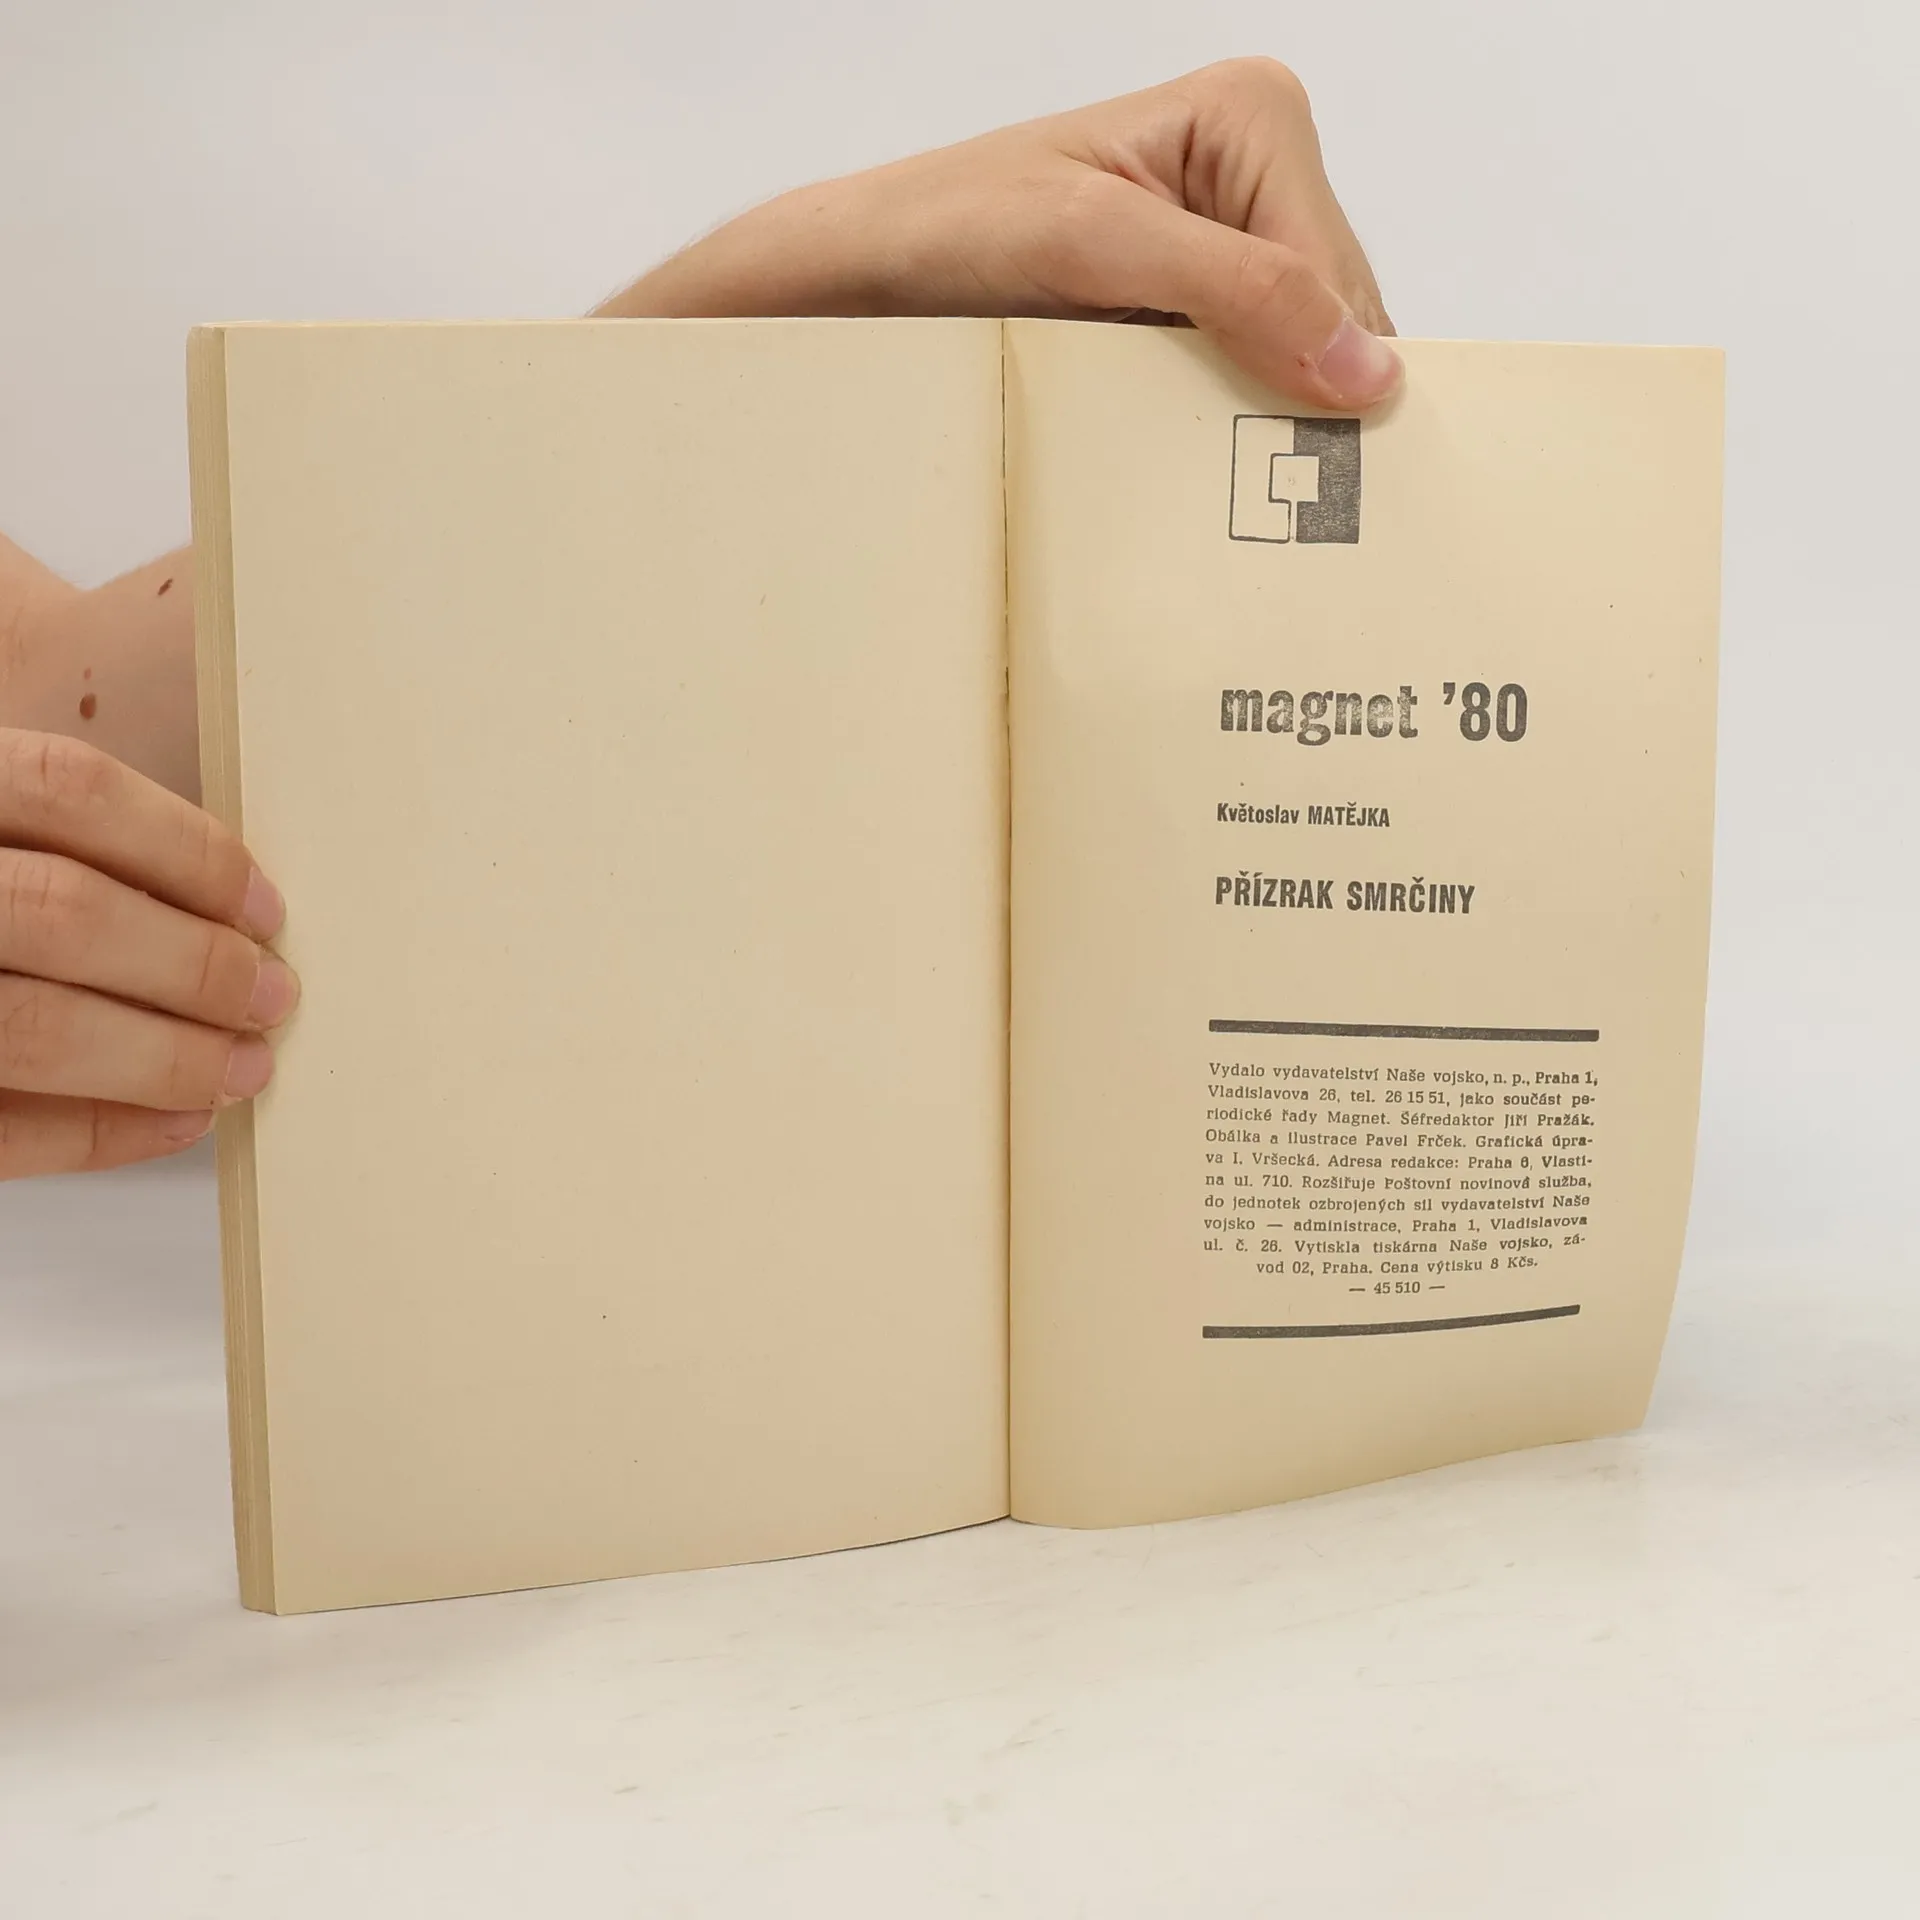 magnet ’80
Květoslav MATĚJKA
PŘÍZRAK SMRČINY
Vydalo vydavatelství Naše vojsko, n. p., Praha 1,
Vladislavova 26, tel. 26 15 51, jako součást pe-
riodické řady Magnet. Šéfredaktor Jiří Pražák.
Obálka a ilustrace Pavel Frček. Grafická úpra-
va I. Vršecká. Adresa redakce: Praha 6, Vlasti-
na ul. 710. Rozšiřuje Poštovní novinová služba,
do jednotek ozbrojených sil vydavatelství Naše
vojsko — administrace, Praha 1, Vladislavova
ul. č. 26. Vytiskla tiskárna Naše vojsko, zá-
vod 02, Praha. Cena výtisku 8 Kčs.
— 45 510 —